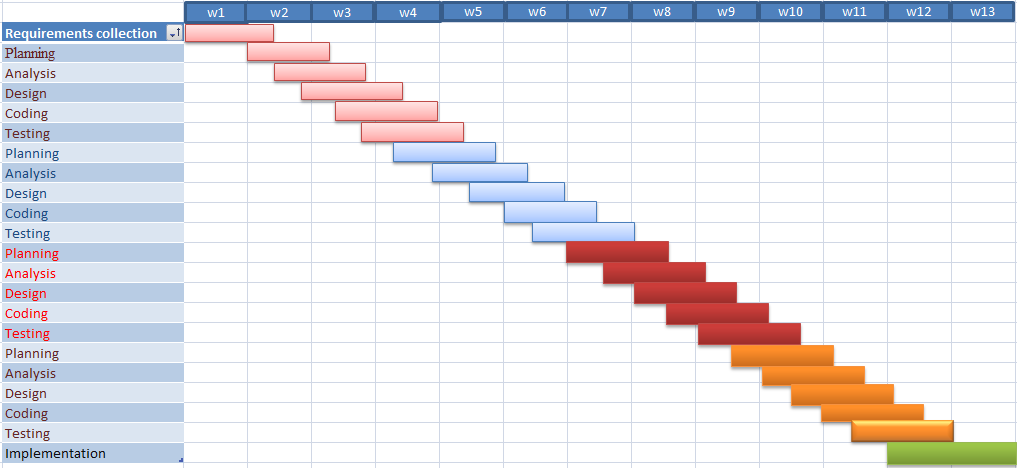 w1 w2 w3 w4 w5 w6 w7 w8 w9 w10 w11 w12 w13
Requirements collection
Planning
Analysis
Design
Coding
Testing
Planning
Analysis
Design
Coding
Testing
Planning
Analysis
Design
Coding
Testing
Planning
Analysis
Design
Coding
Testing
Implementation